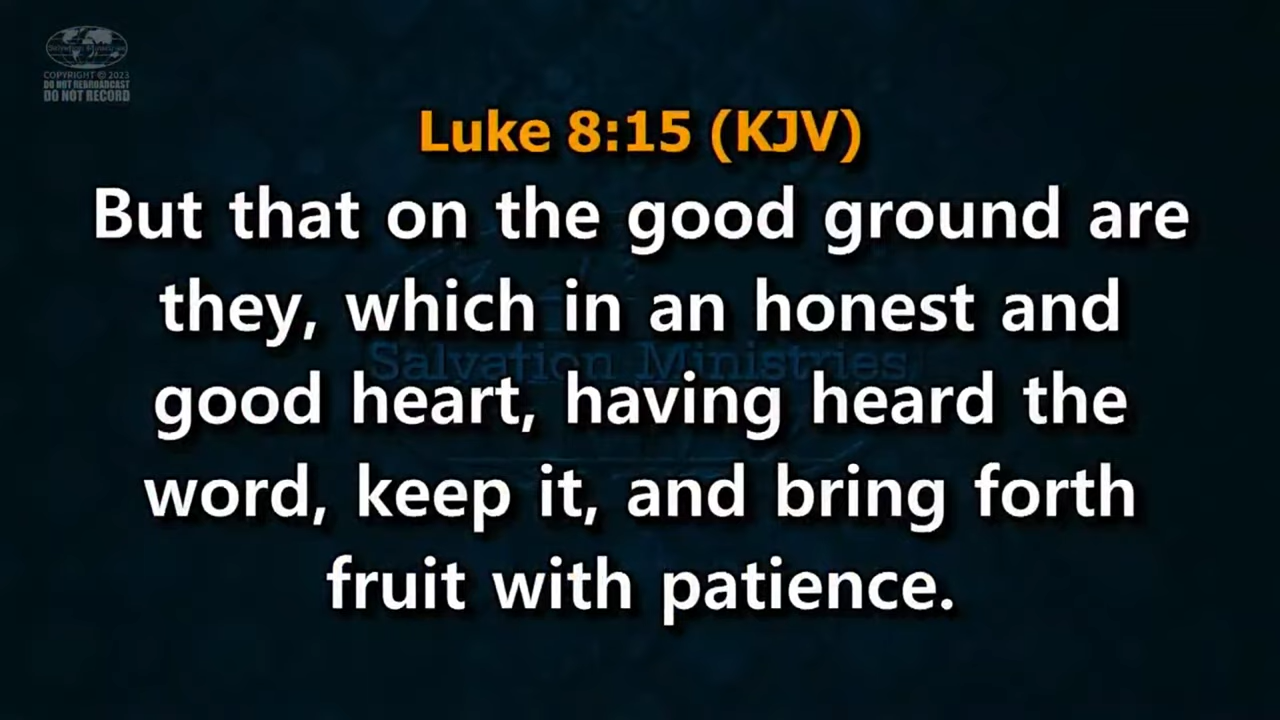 Salvation Ministries
COPYRIGHT © 2023
DO NOT REBROADCAST
DO NOT RECORD
Luke 8:15 (KJV)
But that on the good ground are
they, which in an honest and
Salvation Ministries
good heart, having heard the
word, keep it, and bring forth
fruit with patience.